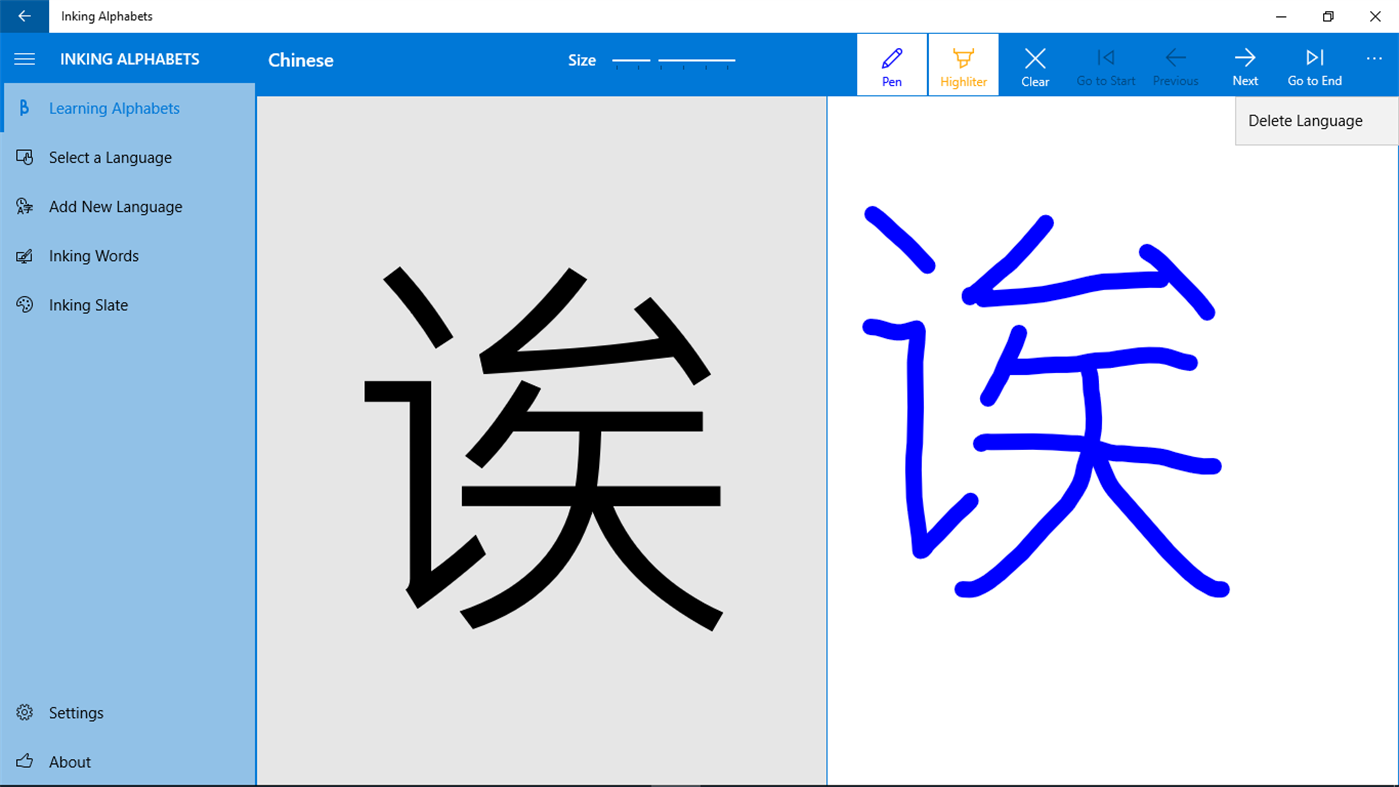 Inking Alphabets
INKING ALPHABETS
Chinese
Size
Pen
Highliter
Clear
Go to Start
Previous
Next
Go to End
Delete Language
Learning Alphabets
Select a Language
Add New Language
Inking Words
Inking Slate
Settings
About
诶
诶